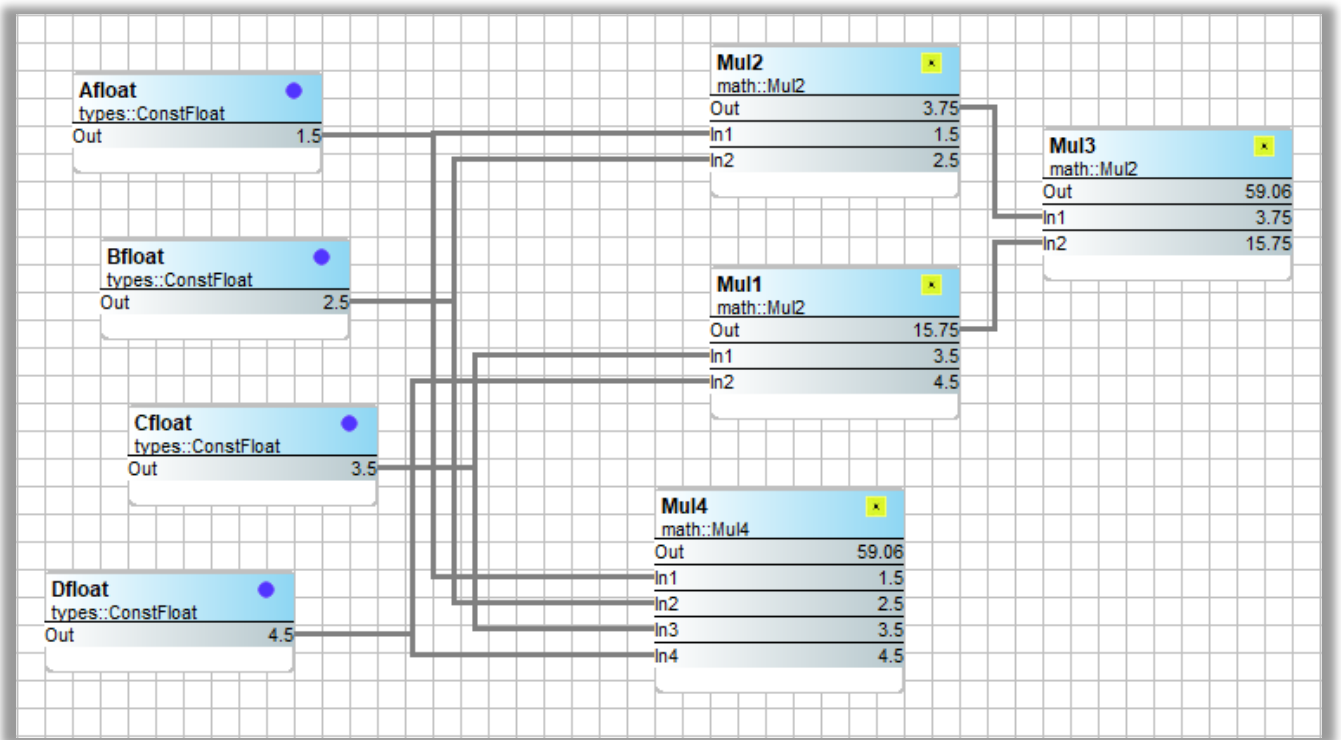 Afloat
types::ConstFloat
Out 1.5
Bfloat
types::ConstFloat
Out 2.5
Cfloat
types::ConstFloat
Out 3.5
Dfloat
types::ConstFloat
Out 4.5
Mul2
math::Mul2
Out 3.75
In1 1.5
In2 2.5
Mul1
math::Mul2
Out 15.75
In1 3.5
In2 4.5
Mul4
math::Mul4
Out 59.06
In1 1.5
In2 2.5
In3 3.5
In4 4.5
Mul3
math::Mul2
Out 59.06
In1 3.75
In2 15.75